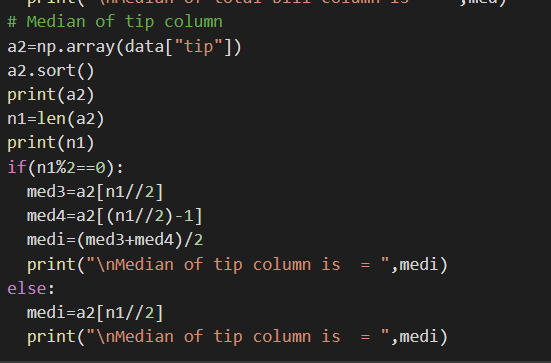 # Median of tip column
a2=np.array(data["tip"])
a2.sort()
print(a2)
n1=len(a2)
print(n1)
if(n1%2==0):
  med3=a2[n1//2]
  med4=a2[(n1//2)-1]
  medi=(med3+med4)/2
  print("\nMedian of tip column is  = ",medi)
else:
  medi=a2[n1//2]
  print("\nMedian of tip column is  = ",medi)